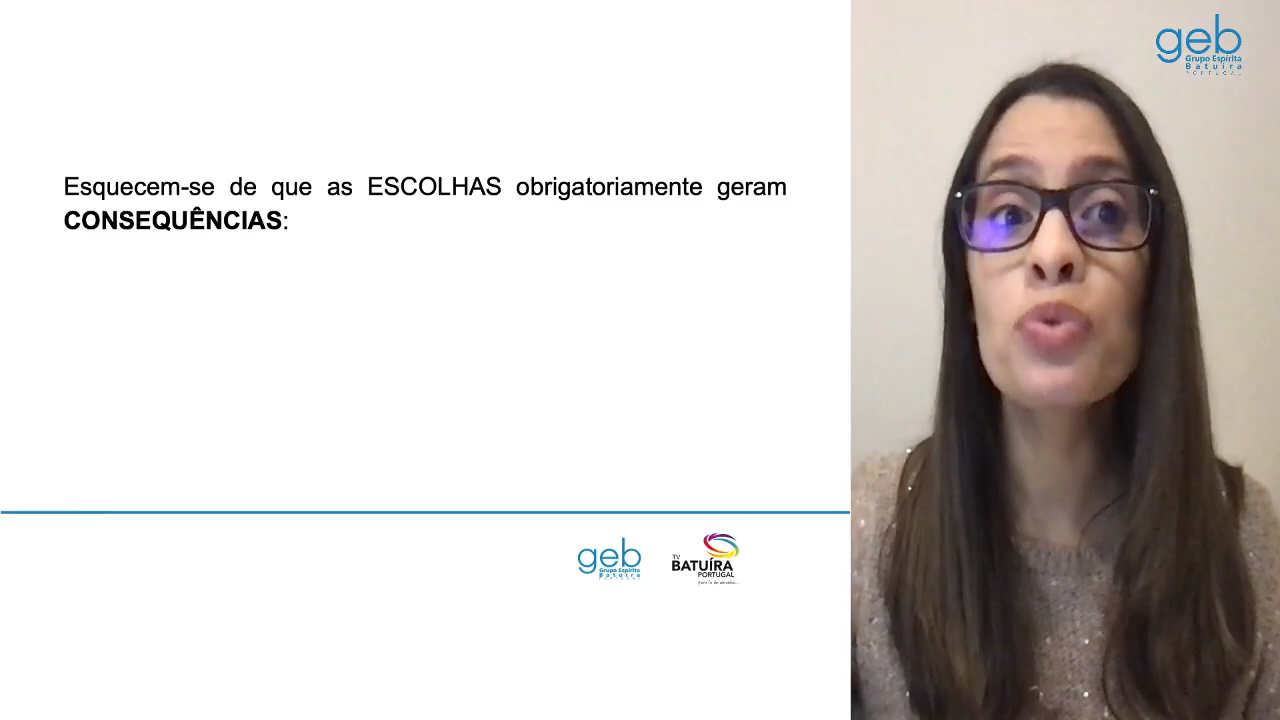 geb
Grupo Espírita
Batuíra
PORTUGAL
Esquecem-se de que as ESCOLHAS obrigatoriamente geram
CONSEQUÊNCIAS:
geb
Grupo Espírita
Batuíra
TV
BATUÍRA
PORTUGAL